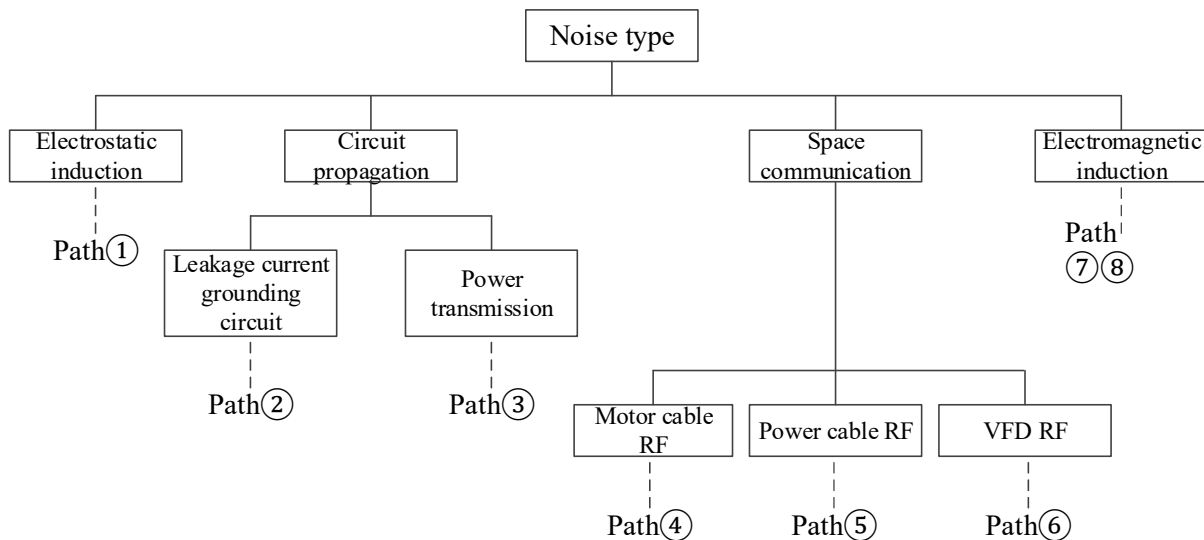 Noise type
Electrostatic
induction
Circuit
propagation
Space
communication
Electromagnetic
induction
Path①
Path
⑦⑧
Leakage current
grounding
circuit
Power
transmission
Path②
Path③
Motor cable
RF
Power cable RF
VFD RF
Path④
Path⑤
Path⑥